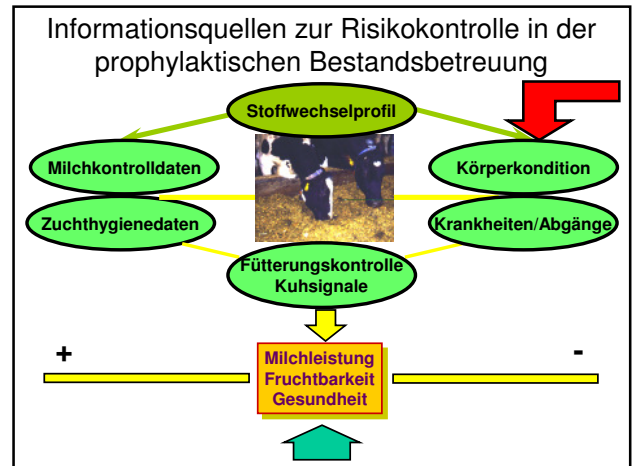 Informationsquellen zur Risikokontrolle in der
prophylaktischen Bestandsbetreuung
Stoffwechselprofil
Milchkontrolldaten
Körperkondition
Zuchthygienedaten
Krankheiten/Abgänge
Fütterungskontrolle
Kuhsignale
+
-
Milchleistung
Fruchtbarkeit
Gesundheit